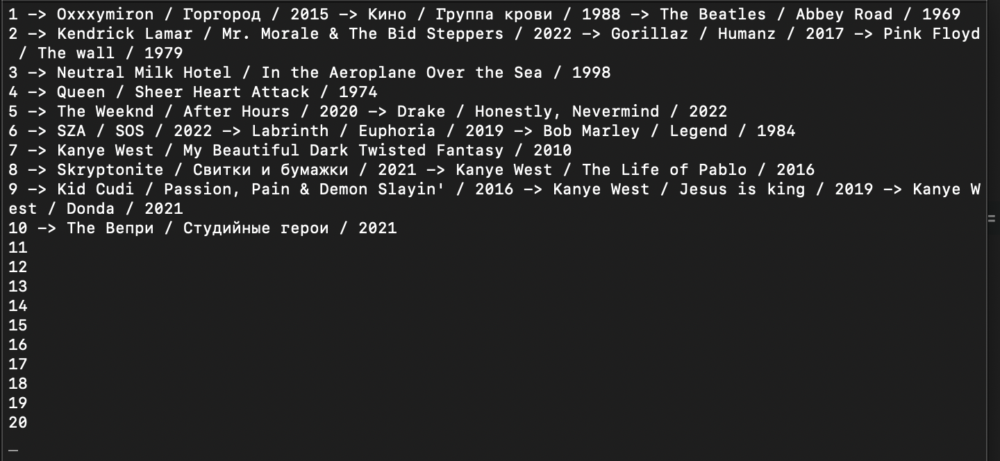 1 —> Oxxxymiron / Горгород / 2015 —> Кино / Группа крови / 1988 —> The Beatles / Abbey Road / 1969
2 —> Kendrick Lamar / Mr. Morale & The Bid Steppers / 2022 —> Gorillaz / Humanz / 2017 —> Pink Floyd
 / The wall / 1979
3 —> Neutral Milk Hotel / In the Aeroplane Over the Sea / 1998
4 —> Queen / Sheer Heart Attack / 1974
5 —> The Weeknd / After Hours / 2020 —> Drake / Honestly, Nevermind / 2022
6 —> SZA / SOS / 2022 —> Labrinth / Euphoria / 2019 —> Bob Marley / Legend / 1984
7 —> Kanye West / My Beautiful Dark Twisted Fantasy / 2010
8 —> Skryptonite / Свитки и бумажки / 2021 —> Kanye West / The Life of Pablo / 2016
9 —> Kid Cudi / Passion, Pain & Demon Slayin' / 2016 —> Kanye West / Jesus is king / 2019 —> Kanye W
est / Donda / 2021
10 —> The Вепри / Студийные герои / 2021
11
12
13
14
15
16
17
18
19
20
_